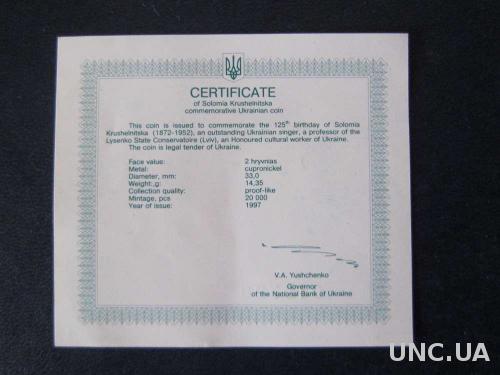 CERTIFICATE
of Solomia Krushelnitska
commemorative Ukrainian coin
This coin is issued to commemorate the 125th birthday of Solomia
Krushelnitska (1872-1952), an outstanding Ukrainian singer, a professor of the
Lysenko State Conservatoire (Lviv), an Honoured cultural worker of Ukraine.
The coin is legal tender of Ukraine.
Face value: 2 hryvnias
Metal: cupronickel
Diameter, mm: 33,0
Weight:,g: 14,35
Collection quality: proof-like
Mintage, pcs 20 000
Year of issue: 1997
V.A. Yushchenko
Governor
of the National Bank of Ukraine
UNC.UA